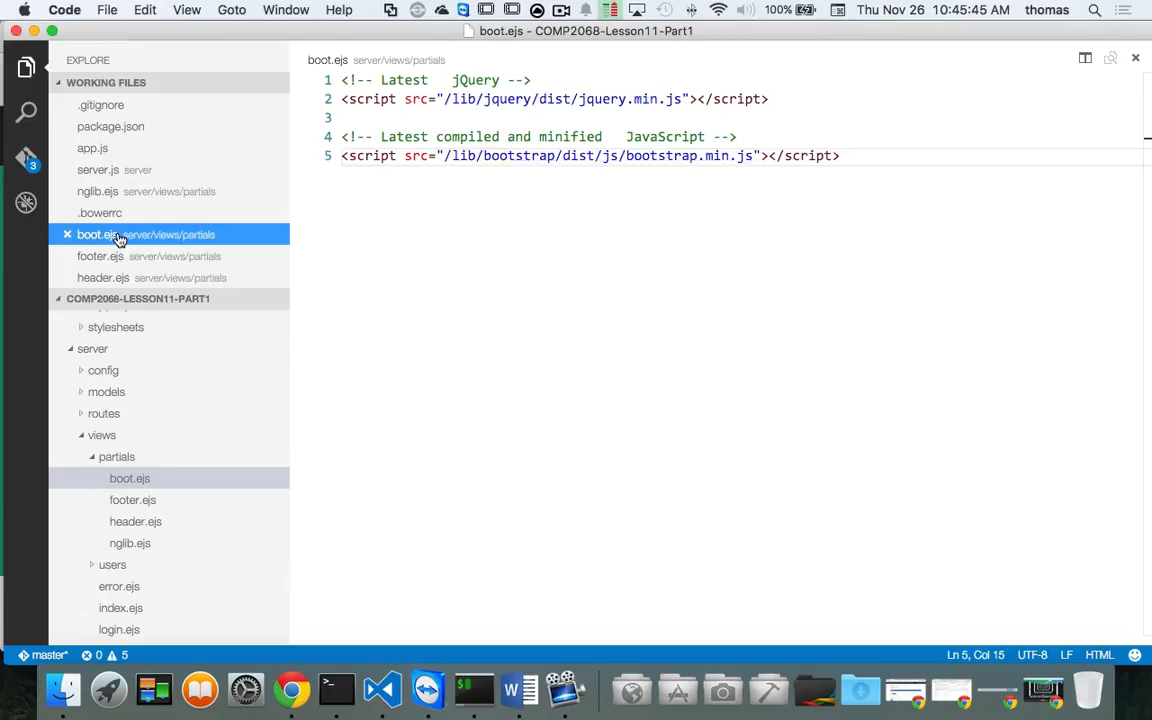 Code File Edit View Goto Window Help 100% Thu Nov 26 10:45:45 AM thomas
boot.ejs - COMP2068-Lesson11-Part1
EXPLORE
WORKING FILES
.gitignore
package.json
app.js
server.js server
nglib.ejs server/views/partials
.bowerrc
boot.ejs server/views/partials
footer.ejs server/views/partials
header.ejs server/views/partials
COMP2068-LESSON11-PART1
stylesheets
server
config
models
routes
views
partials
boot.ejs
footer.ejs
header.ejs
nglib.ejs
users
error.ejs
index.ejs
login.ejs
boot.ejs server/views/partials
1 <!-- Latest jQuery -->
2 <script src="/lib/jquery/dist/jquery.min.js"></script>
3
4 <!-- Latest compiled and minified JavaScript -->
5 <script src="/lib/bootstrap/dist/js/bootstrap.min.js"></script>
3
master* 0 5 Ln 5, Col 15 UTF-8 LF HTML